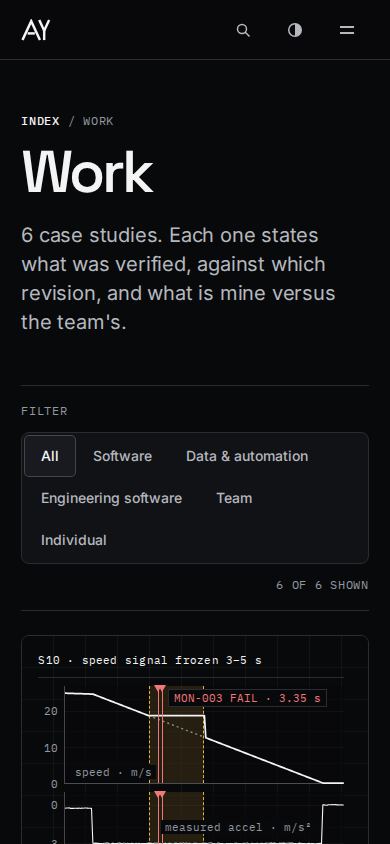 AY
INDEX / WORK
Work
6 case studies. Each one states
what was verified, against which
revision, and what is mine versus
the team's.
FILTER
All Software Data & automation
Engineering software Team
Individual
6 OF 6 SHOWN
S10 · speed signal frozen 3–5 s
MON-003 FAIL · 3.35 s
20
10
speed · m/s
0
0
measured accel · m/s²